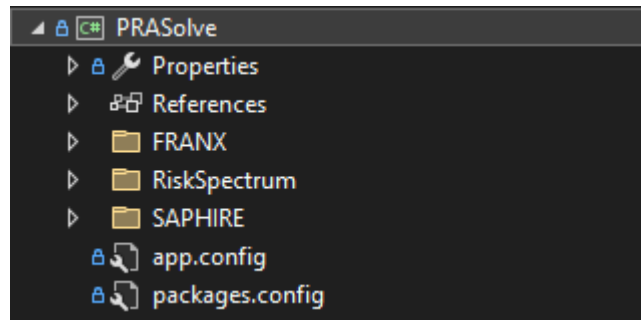 C# PRASolve
Properties
References
FRANX
RiskSpectrum
SAPHIRE
app.config
packages.config